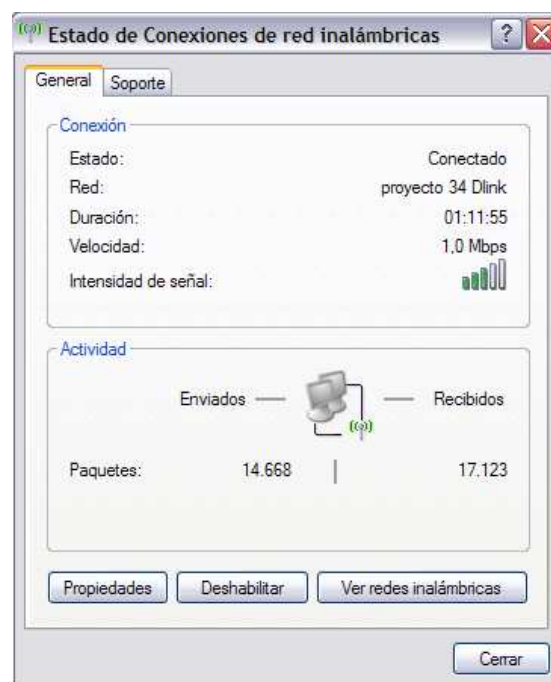 Estado de Conexiones de red inalámbricas
General Soporte
Conexión
Estado: Conectado
Red: proyecto 34 Dlink
Duración: 01:11:55
Velocidad: 1,0 Mbps
Intensidad de señal:
Actividad
Enviados Recibidos
Paquetes: 14.668 17.123
Propiedades Deshabilitar Ver redes inalámbricas
Cerrar